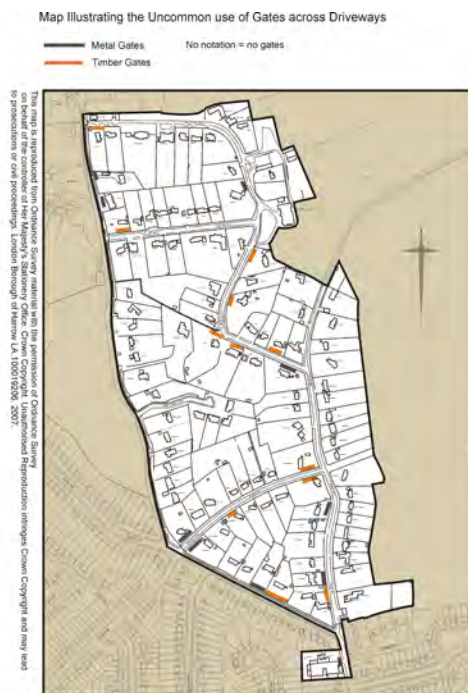 Map Illustrating the Uncommon use of Gates across Driveways
Metal Gates
No notation = no gates
Timber Gates
This map is reproduced from Ordnance Survey material with the permission of Ordnance Survey
on behalf of the controller of Her Majesty's Stationery Office. Crown Copyright. Unauthorised Reproduction infringes Crown Copyright and may lead
to prosecutions or civil proceedings. London Borough of Harrow LA.100019206. 2007.